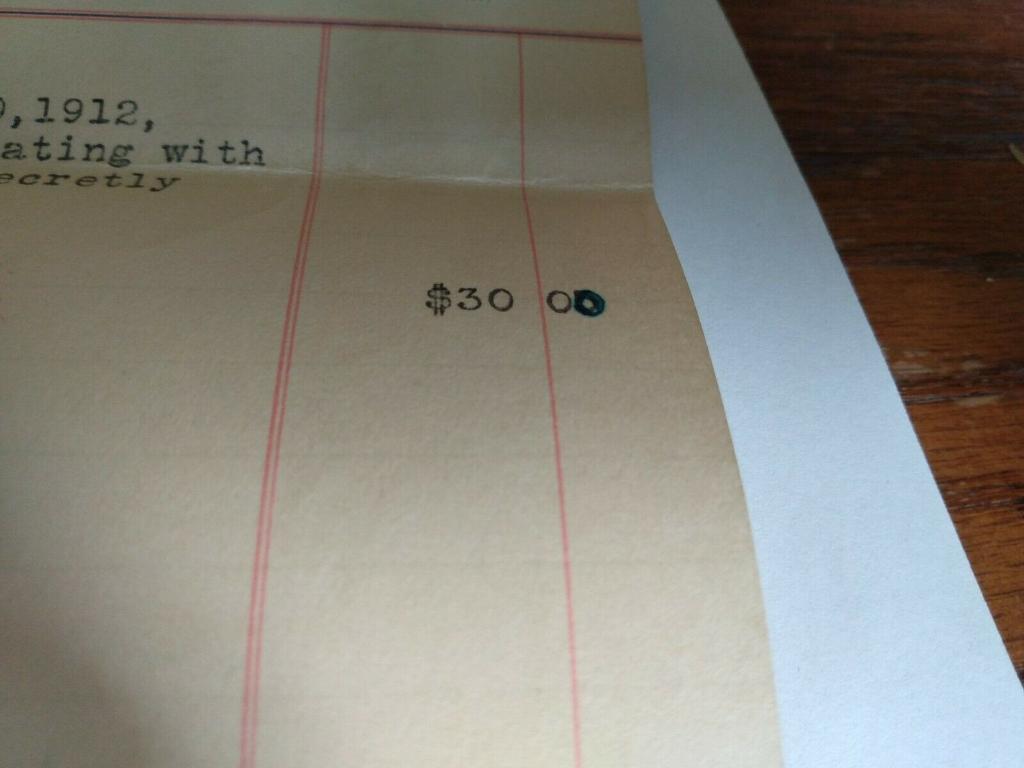 ,1912,
ating with
ecretly
$30 00